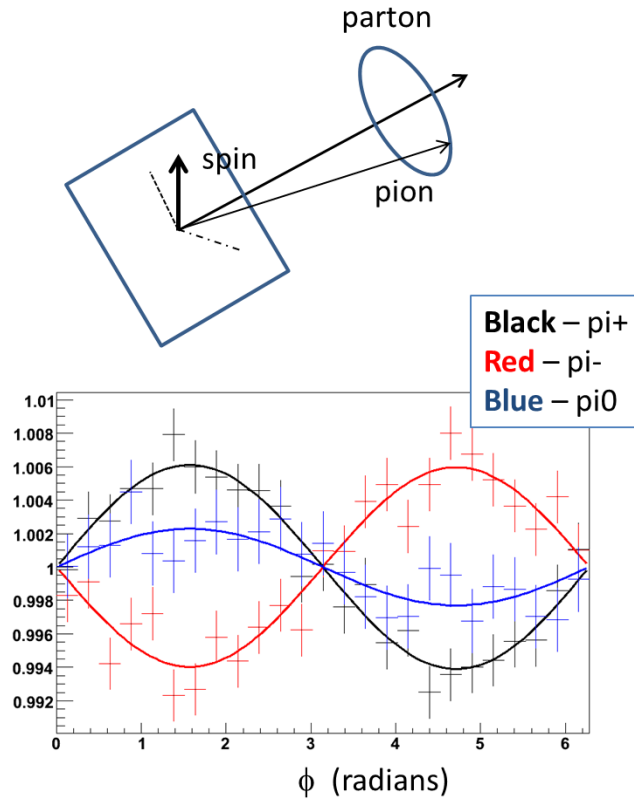 parton
spin
pion
Black – pi+
Red – pi-
Blue – pi0
1.01
1.008
1.006
1.004
1.002
1
0.998
0.996
0.994
0.992
0 1 2 3 4 5 6
ϕ (radians)